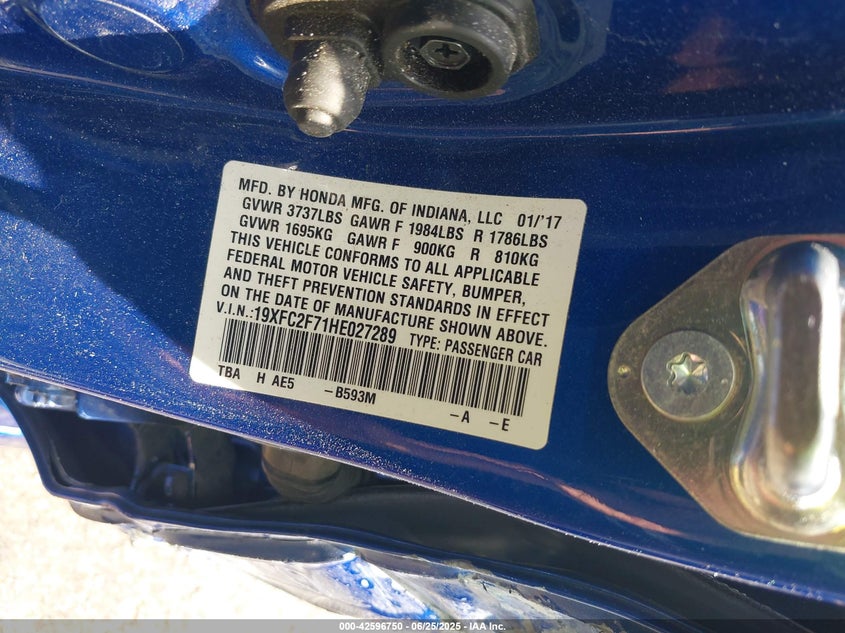 MFD. BY HONDA MFG. OF INDIANA, LLC 01/'17
GVWR 3737LBS GAWR F 1984LBS R 1786LBS
GVWR 1695KG GAWR F 900KG R 810KG
THIS VEHICLE CONFORMS TO ALL APPLICABLE
FEDERAL MOTOR VEHICLE SAFETY, BUMPER,
AND THEFT PREVENTION STANDARDS IN EFFECT
ON THE DATE OF MANUFACTURE SHOWN ABOVE.
V.I.N.:19XFC2F71HE027289 TYPE: PASSENGER CAR
TBA H AE5 -B593M -A -E
000-42596750 - 06/25/2025 - IAA Inc.